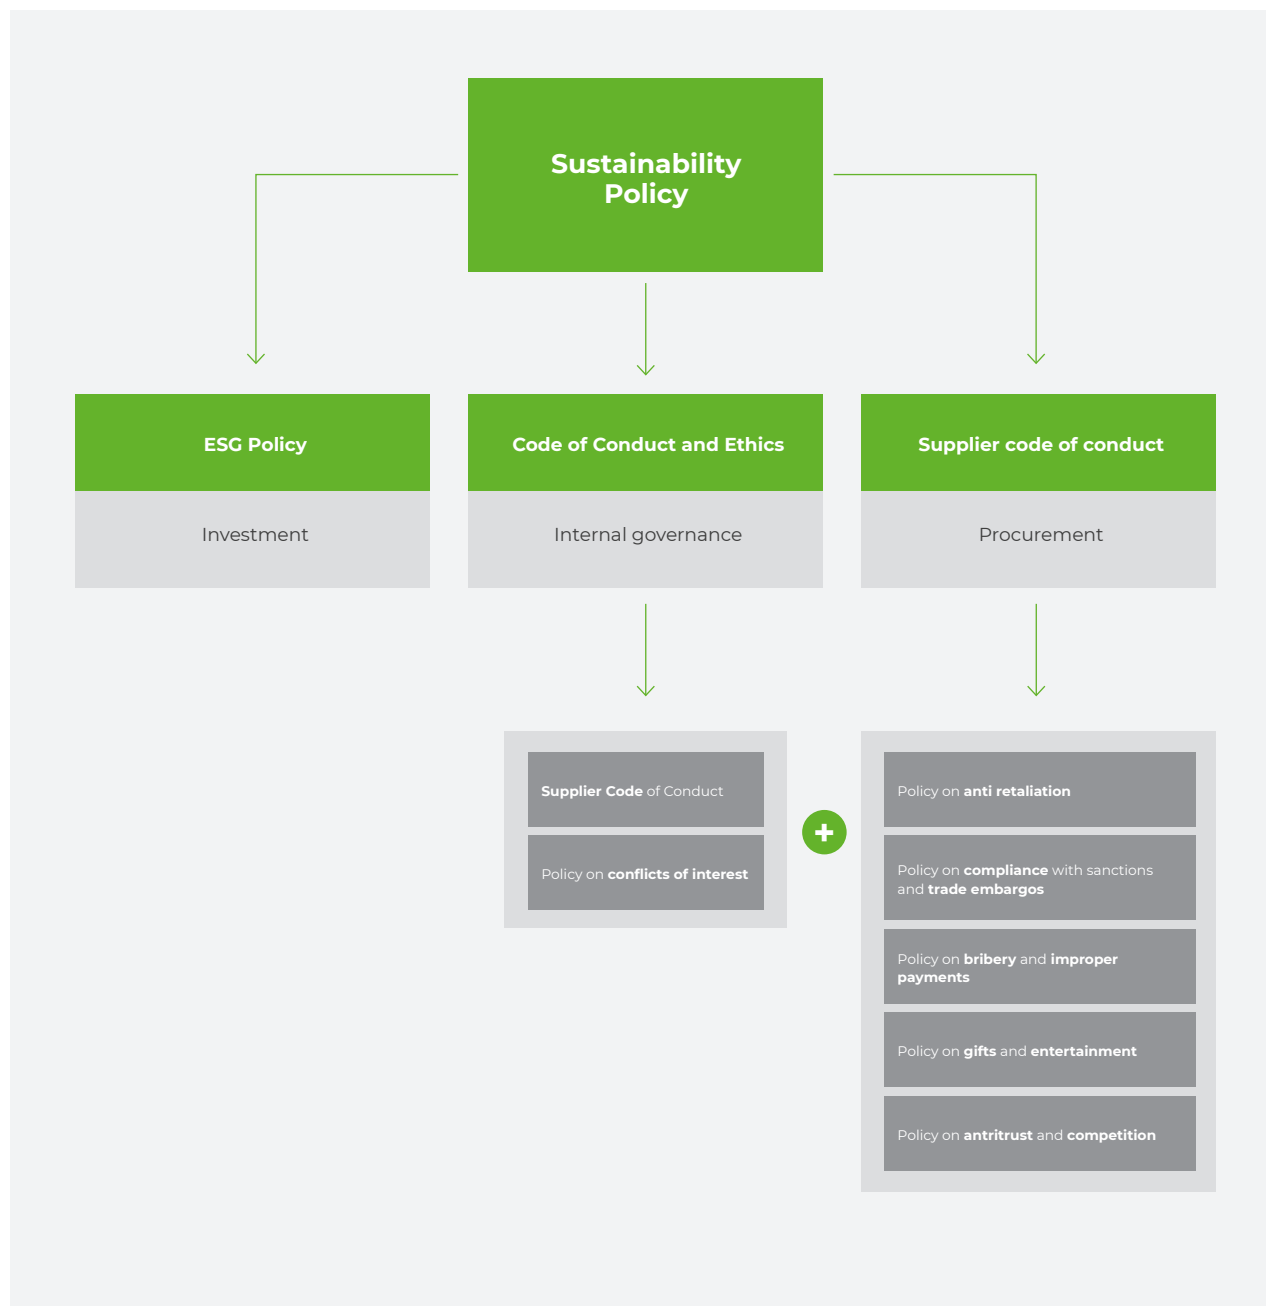 Sustainability
Policy
ESG Policy
Investment
Code of Conduct and Ethics
Internal governance
Supplier code of conduct
Procurement
Supplier Code of Conduct
Policy on conflicts of interest
+
Policy on anti retaliation
Policy on compliance with sanctions
and trade embargos
Policy on bribery and improper
payments
Policy on gifts and entertainment
Policy on antritrust and competition